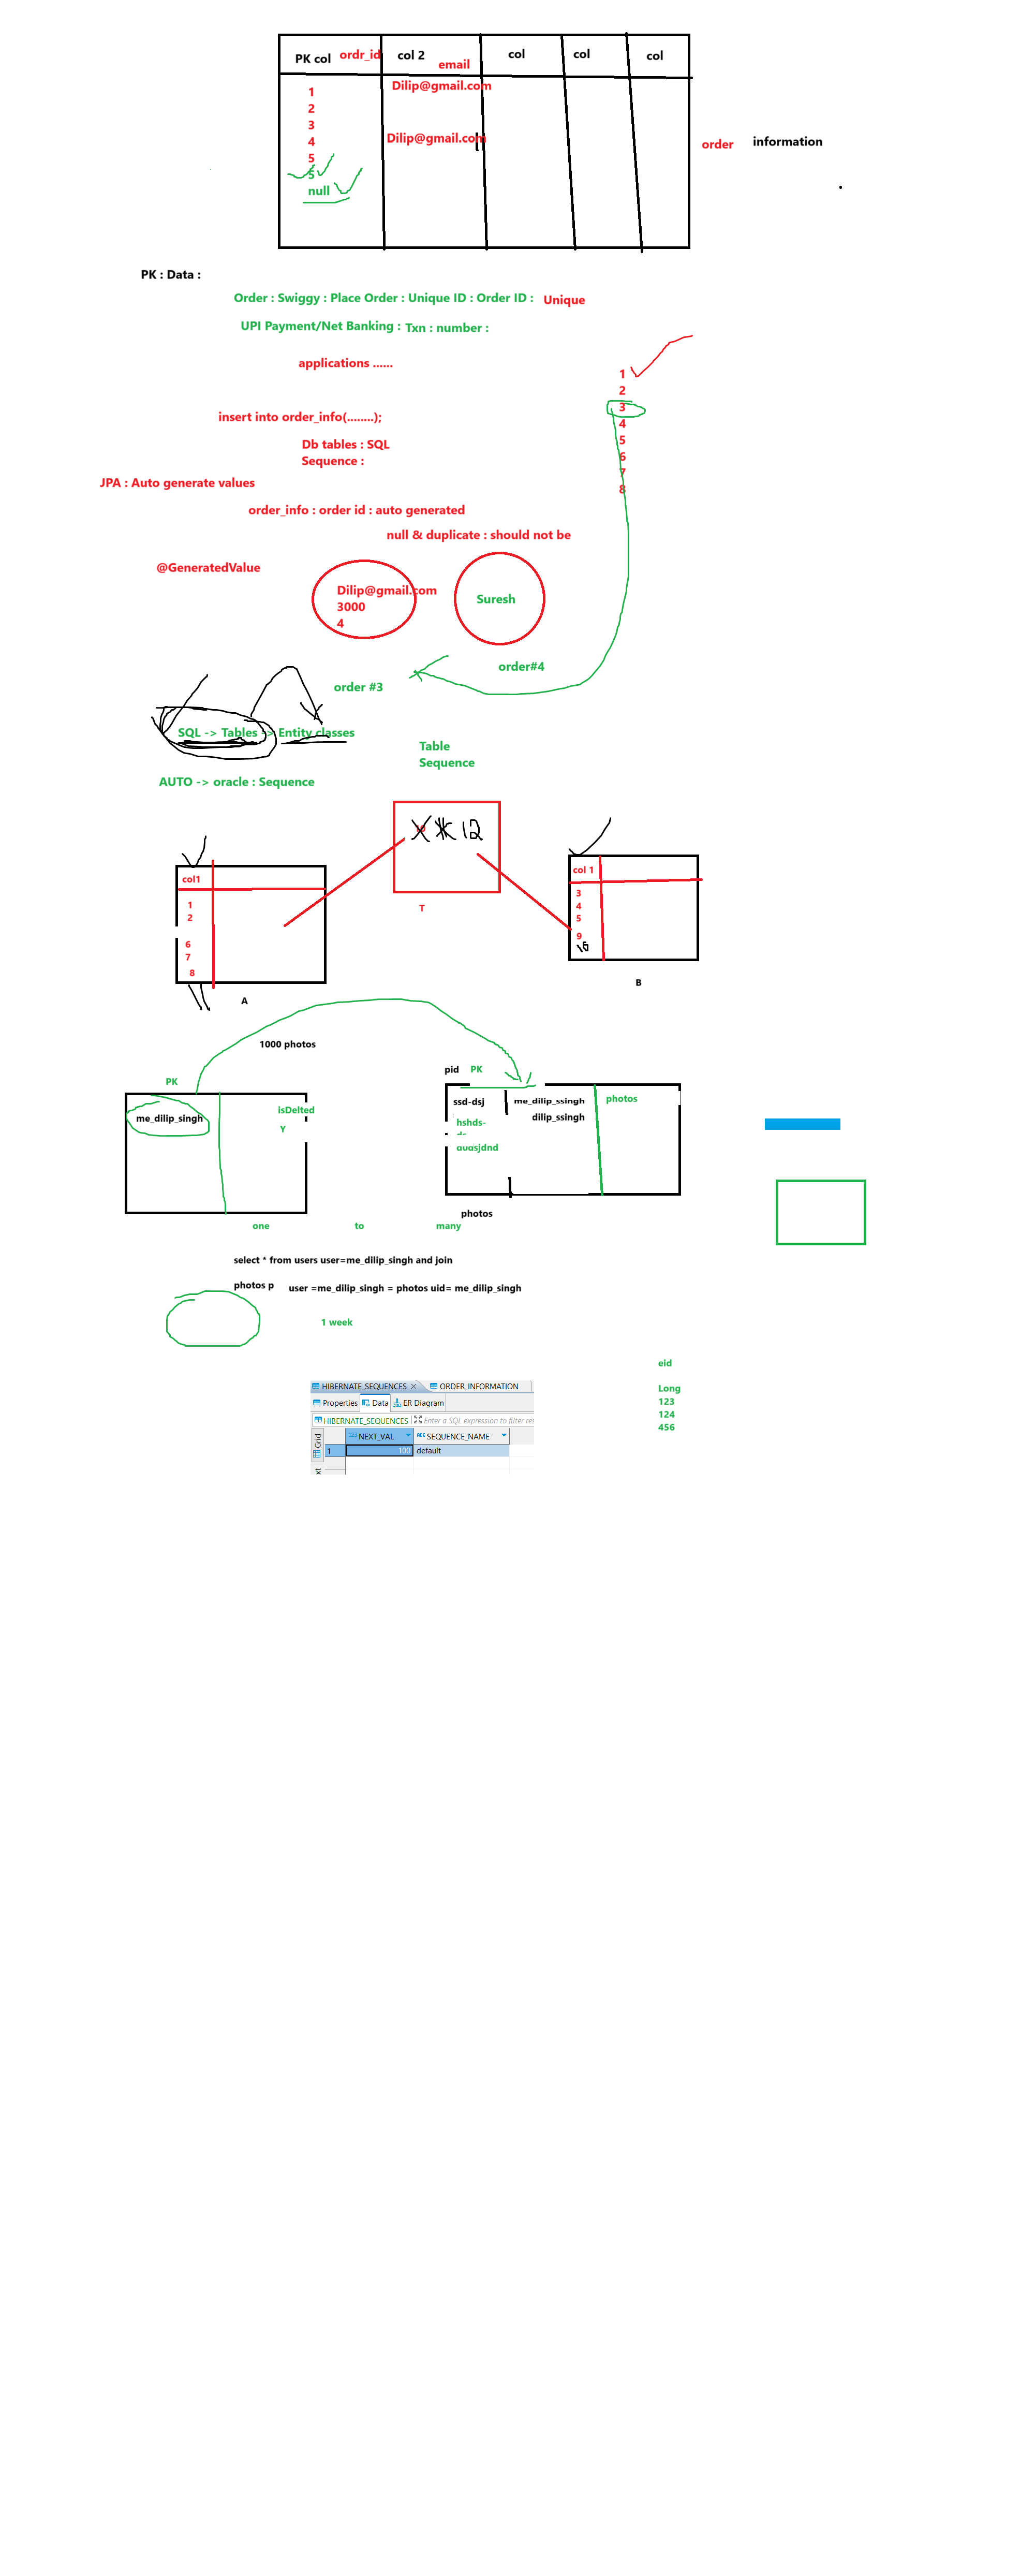 PK col ordr_id col 2 email col col col
Dilip@gmail.com
1
2
3
4
5
5
null
Dilip@gmail.com
order information
PK : Data :
Order : Swiggy : Place Order : Unique ID : Order ID : Unique
UPI Payment/Net Banking : Txn : number :
applications ......
1
2
3
4
5
6
7
8
insert into order_info(........);
Db tables : SQL
Sequence :
JPA : Auto generate values
order_info : order id : auto generated
null & duplicate : should not be
@GeneratedValue
Dilip@gmail.com
3000
4
Suresh
order#4
order #3
SQL -> Tables -> Entity classes
Table
Sequence
AUTO -> oracle : Sequence
12
T
col1
1
2
6
7
8
A
col 1
3
4
5
9
B
1000 photos
PK
me_dilip_singh
isDelted
Y
pid PK
ssd-dsj me_dilip_ssingh photos
dilip_ssingh
hshds-
photos
one to many
select * from users user=me_dilip_singh and join
photos p user =me_dilip_singh = photos uid= me_dilip_singh
1 week
eid
Long
123
124
456
HIBERNATE_SEQUENCES ORDER_INFORMATION
Properties Data ER Diagram
HIBERNATE_SEQUENCES Enter a SQL expression to filter res
Grid
NEXT_VAL SEQUENCE_NAME
1 100 default